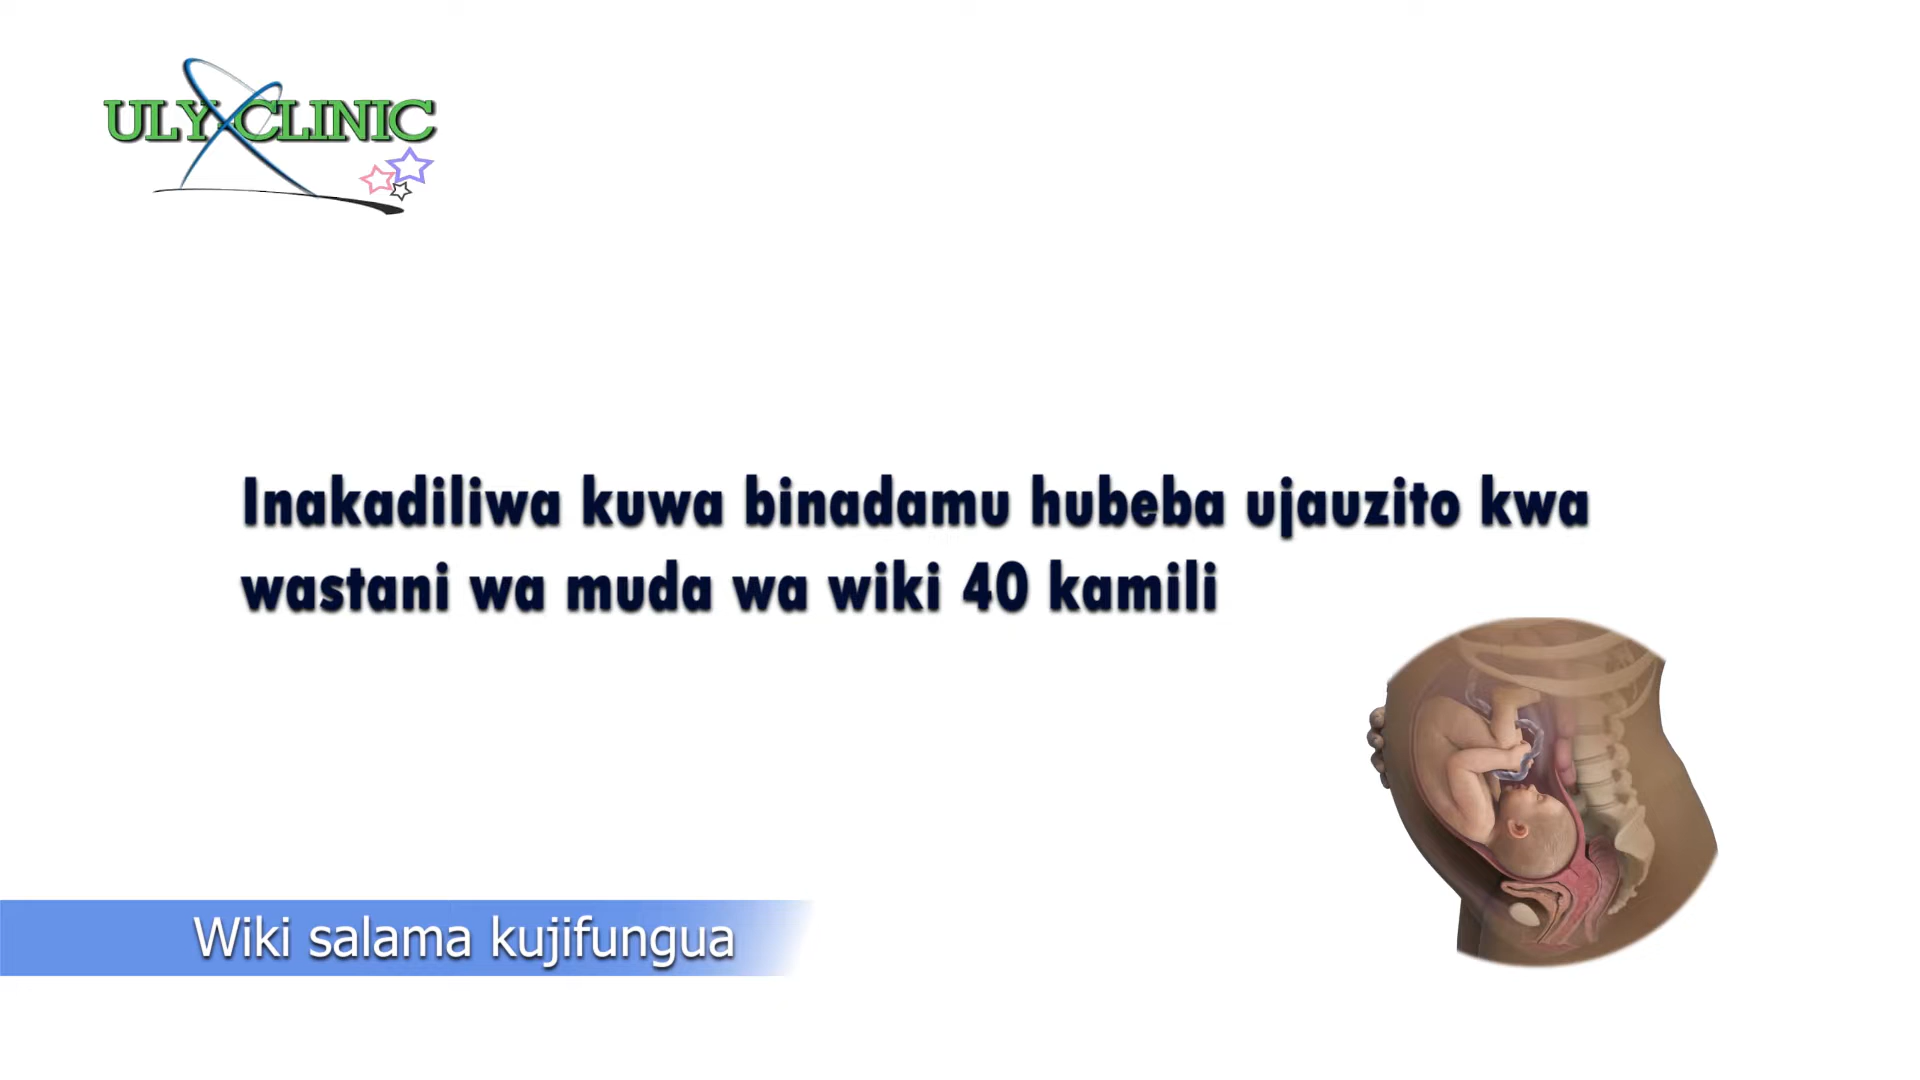 ULY CLINIC
Inakadiliwa kuwa binadamu hubeba ujauzito kwa
wastani wa muda wa wiki 40 kamili
Wiki salama kujifungua